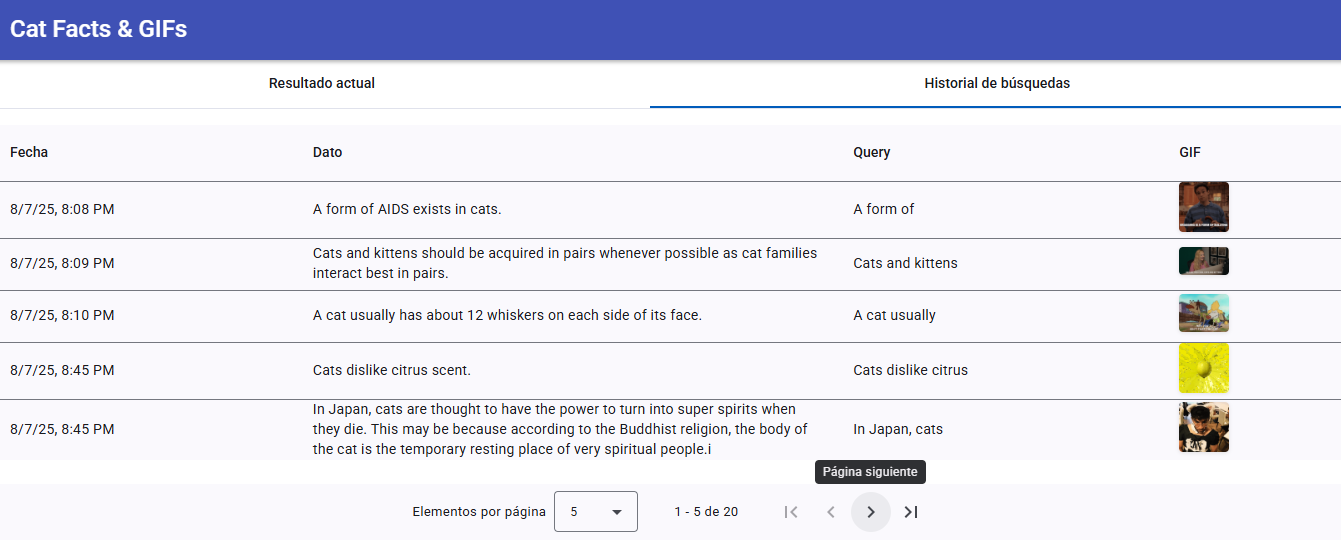 Cat Facts & GIFs
Resultado actual
Historial de búsquedas
Fecha
Dato
Query
GIF
8/7/25, 8:08 PM
A form of AIDS exists in cats.
A form of
8/7/25, 8:09 PM
Cats and kittens should be acquired in pairs whenever possible as cat families
interact best in pairs.
Cats and kittens
8/7/25, 8:10 PM
A cat usually has about 12 whiskers on each side of its face.
A cat usually
8/7/25, 8:45 PM
Cats dislike citrus scent.
Cats dislike citrus
8/7/25, 8:45 PM
In Japan, cats are thought to have the power to turn into super spirits when
they die. This may be because according to the Buddhist religion, the body of
the cat is the temporary resting place of very spiritual people.i
In Japan, cats
Página siguiente
Elementos por página
5
1 - 5 de 20